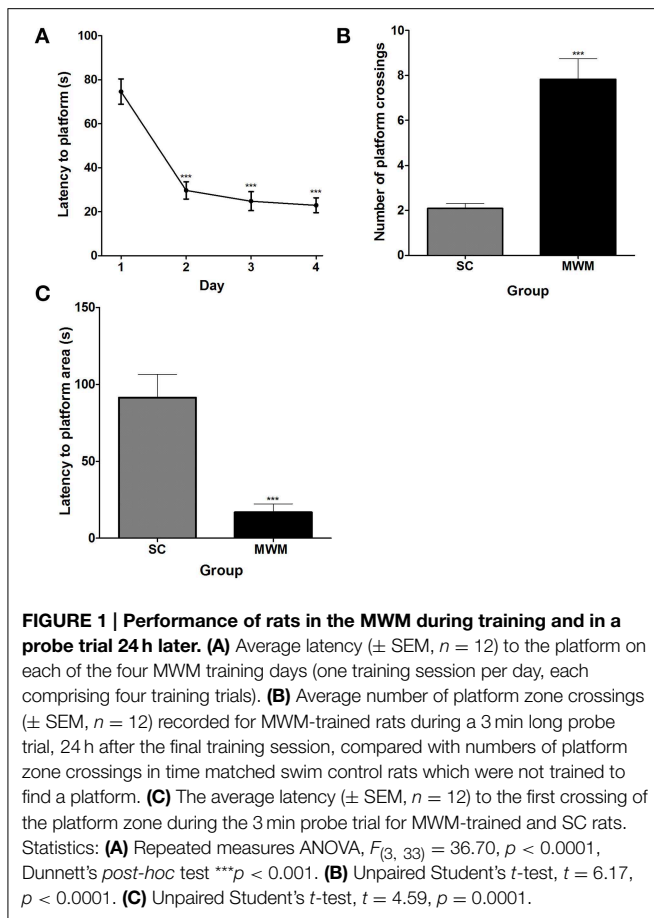 A
100
80
60
40
20
0
Latency to platform (s)
***
***
***
1
2
3
4
Day
B
10
8
6
4
2
0
Number of platform crossings
***
SC
MWM
Group
C
150
100
50
0
Latency to platform area (s)
***
SC
MWM
Group
FIGURE 1 | Performance of rats in the MWM during training and in a
probe trial 24 h later. (A) Average latency (± SEM, n = 12) to the platform on
each of the four MWM training days (one training session per day, each
comprising four training trials). (B) Average number of platform zone crossings
(± SEM, n = 12) recorded for MWM-trained rats during a 3 min long probe
trial, 24 h after the final training session, compared with numbers of platform
zone crossings in time matched swim control rats which were not trained to
find a platform. (C) The average latency (± SEM, n = 12) to the first crossing of
the platform zone during the 3 min probe trial for MWM-trained and SC rats.
Statistics: (A) Repeated measures ANOVA, F(3, 33) = 36.70, p < 0.0001,
Dunnett's post-hoc test ***p < 0.001. (B) Unpaired Student's t-test, t = 6.17,
p < 0.0001. (C) Unpaired Student's t-test, t = 4.59, p = 0.0001.